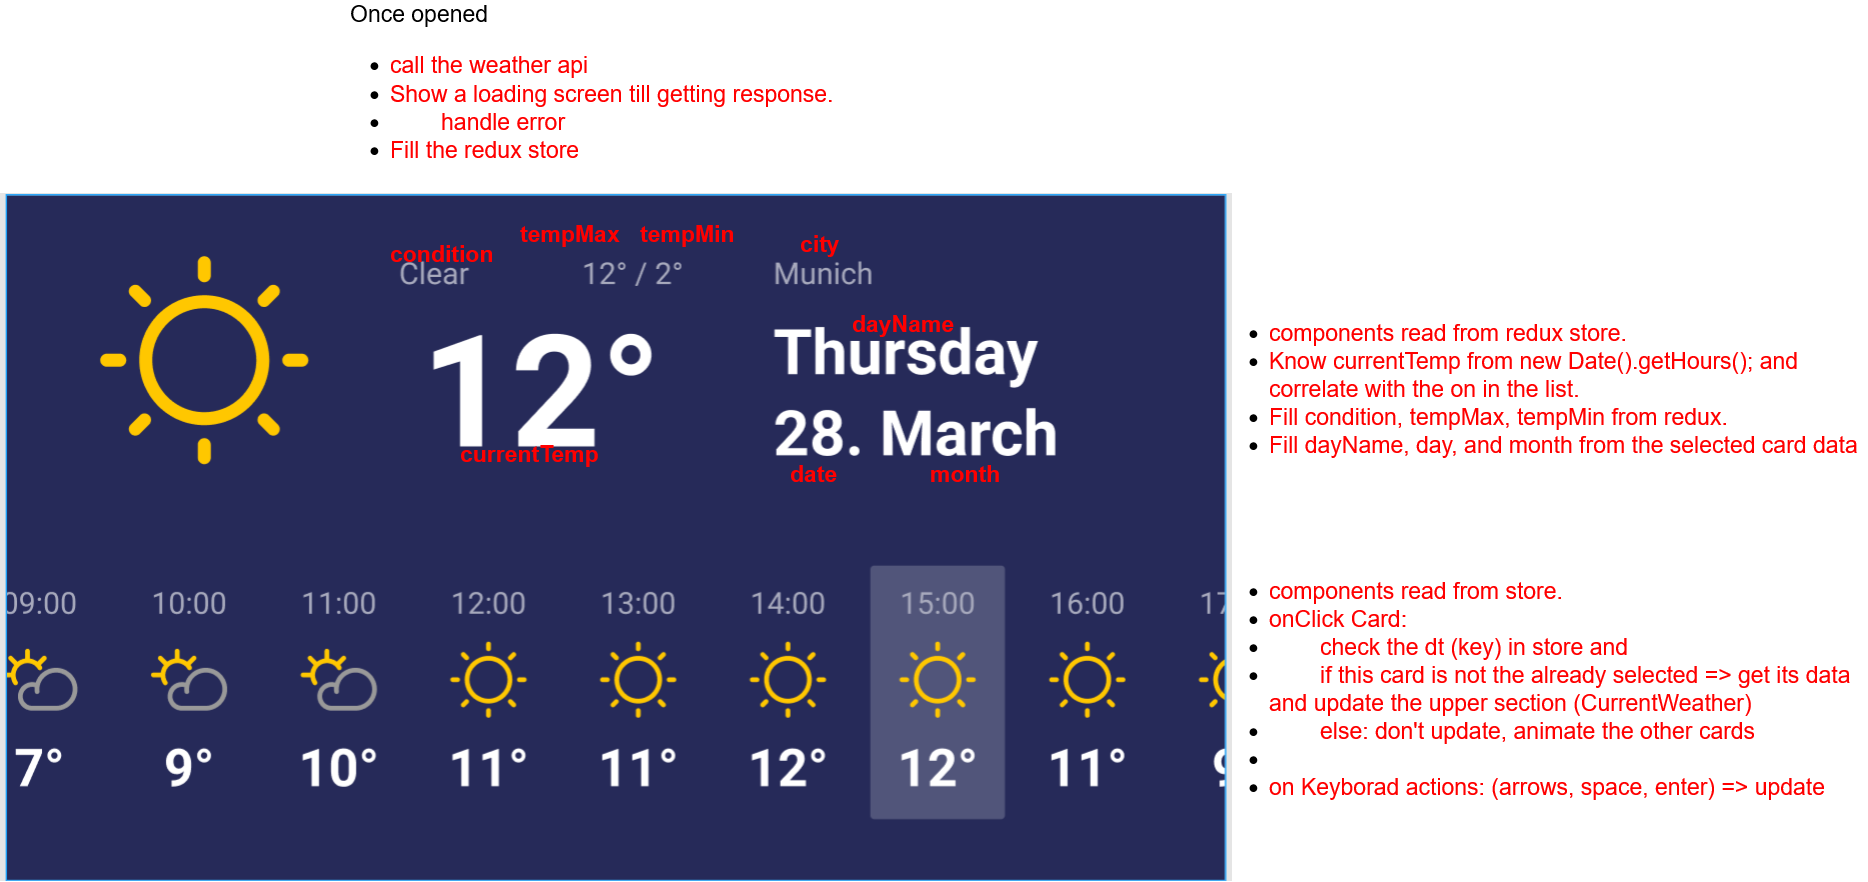 Once opened
call the weather api
Show a loading screen till getting response.
handle error
Fill the redux store
condition
tempMax tempMin
city
Clear
12° / 2°
Munich
dayName
12°
Thursday
28. March
currentTemp
date
month
components read from redux store.
Know currentTemp from new Date().getHours(); and
correlate with the on in the list.
Fill condition, tempMax, tempMin from redux.
Fill dayName, day, and month from the selected card data
09:00 10:00 11:00 12:00 13:00 14:00 15:00 16:00 17
7° 9° 10° 11° 11° 12° 12° 11° 9
components read from store.
onClick Card:
check the dt (key) in store and
if this card is not the already selected => get its data
and update the upper section (CurrentWeather)
else: don't update, animate the other cards
on Keyborad actions: (arrows, space, enter) => update